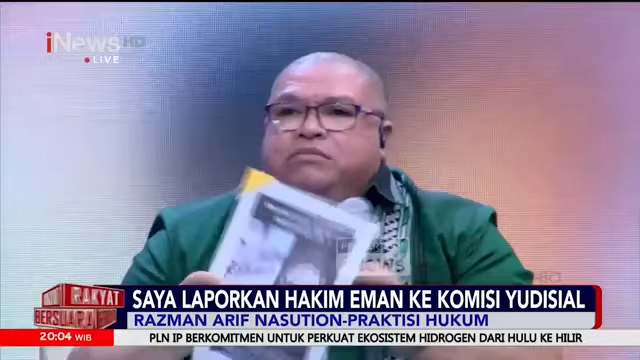 iNews HD
LIVE
SAYA LAPORKAN HAKIM EMAN KE KOMISI YUDISIAL
RAKYAT
BERSUARA
RAZMAN ARIF NASUTION-PRAKTISI HUKUM
20:04 WIB
PLN IP BERKOMITMEN UNTUK PERKUAT EKOSISTEM HIDROGEN DARI HULU KE HILIR